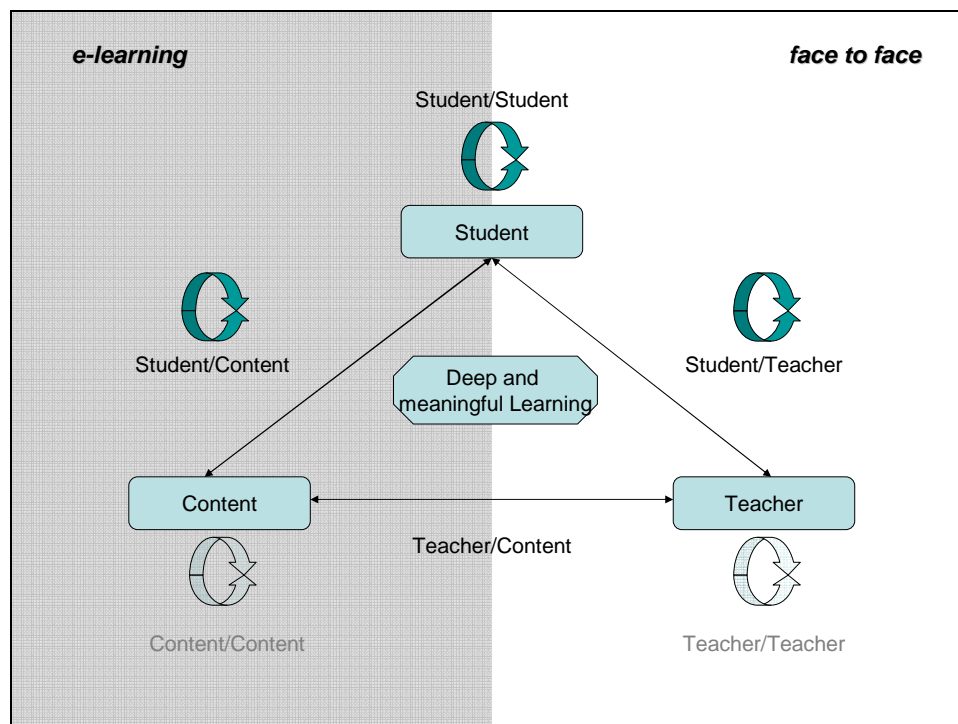 e-learning
face to face
Student/Student
Student
Student/Content
Student/Teacher
Deep and
meaningful Learning
Content
Teacher
Teacher/Content
Content/Content
Teacher/Teacher